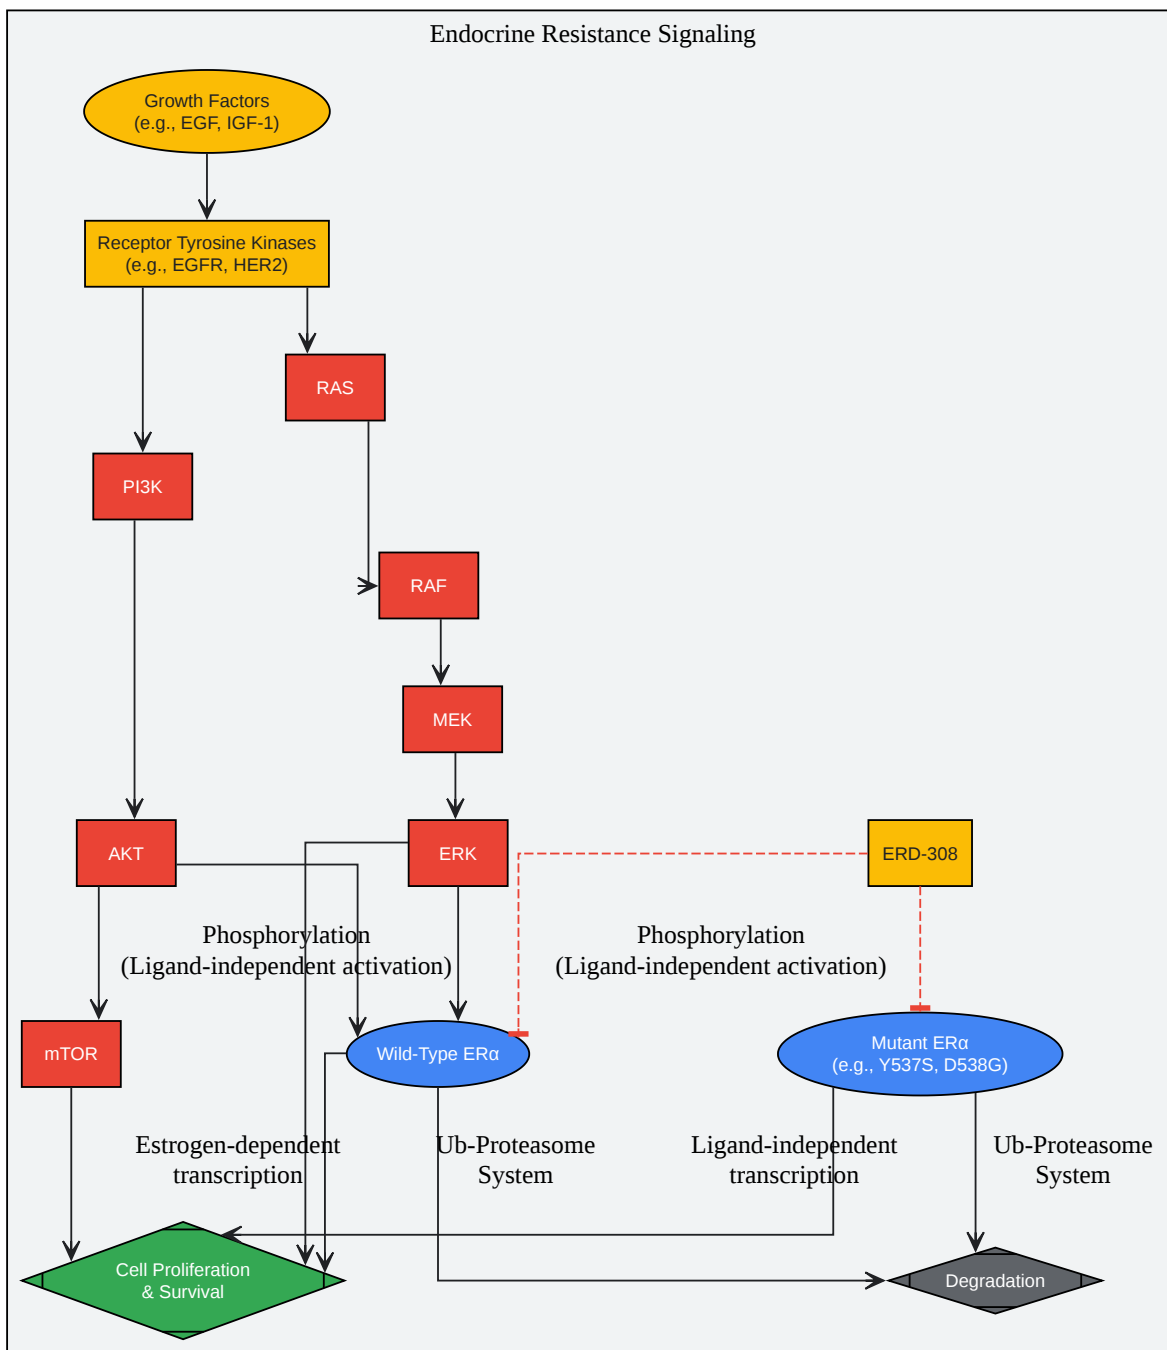 Endocrine Resistance Signaling
Growth Factors
(e.g., EGF, IGF-1)
Receptor Tyrosine Kinases
(e.g., EGFR, HER2)
RAS
PI3K
RAF
MEK
AKT
ERK
ERD-308
Phosphorylation
(Ligand-independent activation)
Phosphorylation
(Ligand-independent activation)
mTOR
Wild-Type ERα
Mutant ERα
(e.g., Y537S, D538G)
Estrogen-dependent
transcription
Ub-Proteasome
System
Ligand-independent
transcription
Ub-Proteasome
System
Cell Proliferation
& Survival
Degradation